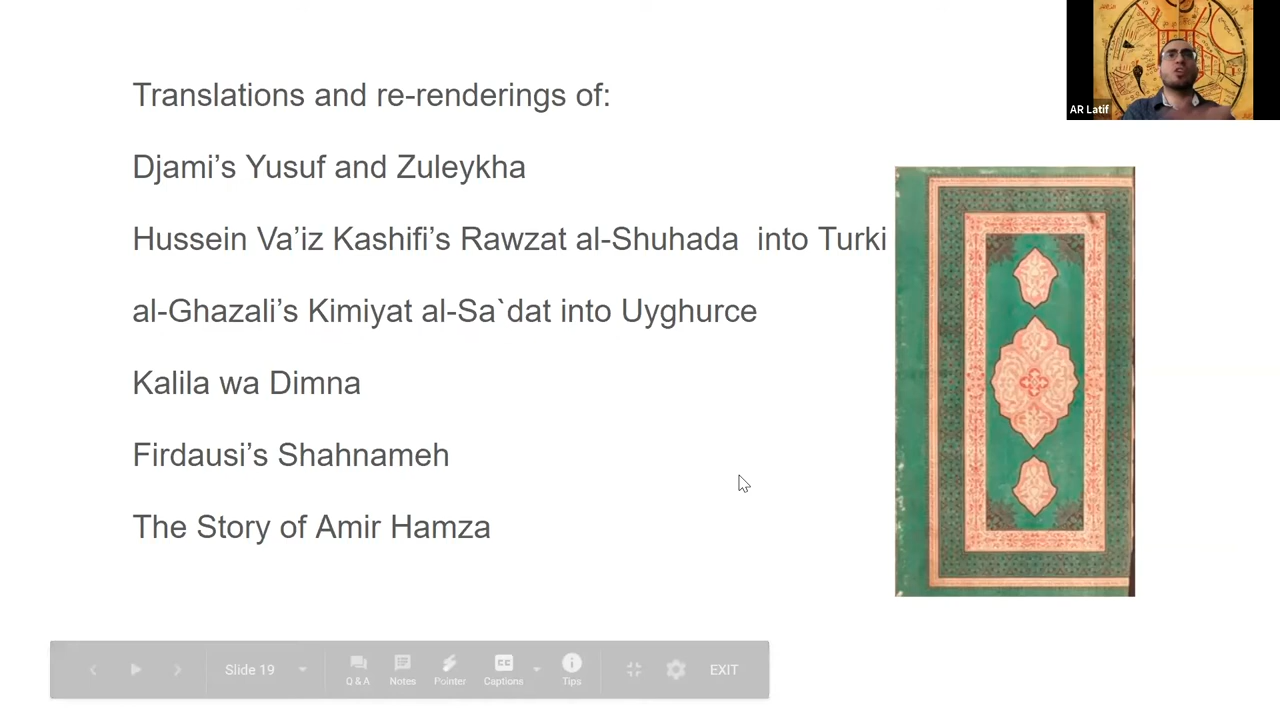 Translations and re-renderings of:
AR Latif
Djami’s Yusuf and Zuleykha
Hussein Va’iz Kashifi’s Rawzat al-Shuhada  into Turki
al-Ghazali’s Kimiyat al-Sa`dat into Uyghurce
Kalila wa Dimna
Firdausi’s Shahnameh
The Story of Amir Hamza
Slide 19
Q & A
Notes
Pointer
CC
Captions
Tips
EXIT